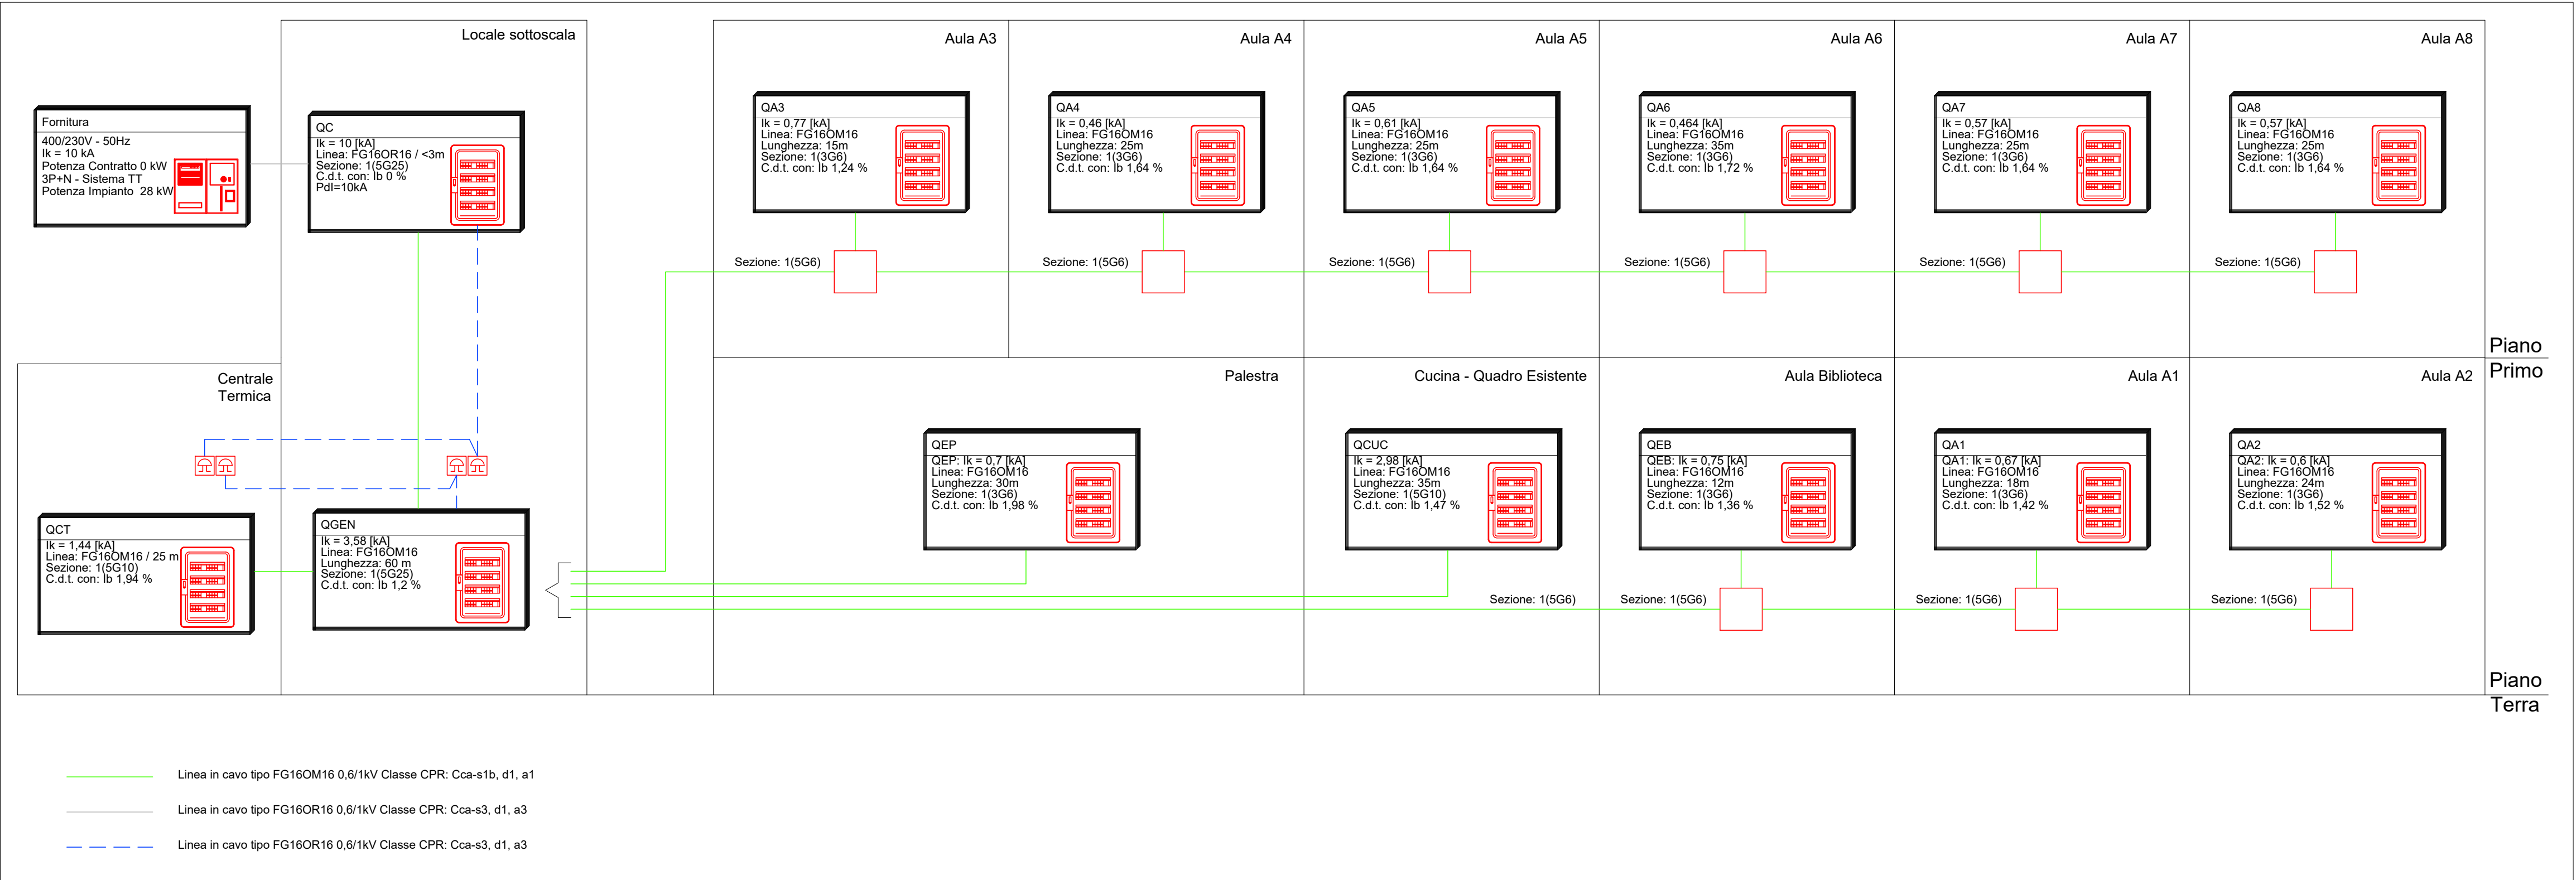 Locale sottoscala
Fornitura
400/230V - 50Hz
Ik = 10 kA
Potenza Contratto 0 kW
3P+N - Sistema TT
Potenza Impianto 28 kW
QC
Ik = 10 [kA]
Linea: FG16OR16 / <3m
Sezione: 1(5G25)
C.d.t. con: Ib 0 %
PdI=10kA
Aula A3
QA3
Ik = 0,77 [kA]
Linea: FG16OM16
Lunghezza: 15m
Sezione: 1(3G6)
C.d.t. con: Ib 1,24 %
Sezione: 1(5G6)
Aula A4
QA4
Ik = 0,46 [kA]
Linea: FG16OM16
Lunghezza: 25m
Sezione: 1(3G6)
C.d.t. con: Ib 1,64 %
Sezione: 1(5G6)
Aula A5
QA5
Ik = 0,61 [kA]
Linea: FG16OM16
Lunghezza: 25m
Sezione: 1(3G6)
C.d.t. con: Ib 1,64 %
Sezione: 1(5G6)
Aula A6
QA6
Ik = 0,464 [kA]
Linea: FG16OM16
Lunghezza: 35m
Sezione: 1(3G6)
C.d.t. con: Ib 1,72 %
Sezione: 1(5G6)
Aula A7
QA7
Ik = 0,57 [kA]
Linea: FG16OM16
Lunghezza: 25m
Sezione: 1(3G6)
C.d.t. con: Ib 1,64 %
Sezione: 1(5G6)
Aula A8
QA8
Ik = 0,57 [kA]
Linea: FG16OM16
Lunghezza: 25m
Sezione: 1(3G6)
C.d.t. con: Ib 1,64 %
Sezione: 1(5G6)
Piano
Primo
Centrale
Termica
QCT
Ik = 1,44 [kA]
Linea: FG16OM16 / 25 m
Sezione: 1(5G10)
C.d.t. con: Ib 1,94 %
QGEN
Ik = 3,58 [kA]
Linea: FG16OM16
Lunghezza: 60 m
Sezione: 1(5G25)
C.d.t. con: Ib 1,2 %
Palestra
QEP
QEP: Ik = 0,7 [kA]
Linea: FG16OM16
Lunghezza: 30m
Sezione: 1(3G6)
C.d.t. con: Ib 1,98 %
Cucina - Quadro Esistente
QCUC
Ik = 2,98 [kA]
Linea: FG16OM16
Lunghezza: 35m
Sezione: 1(5G10)
C.d.t. con: Ib 1,47 %
Sezione: 1(5G6)
Aula Biblioteca
QEB
QEB: Ik = 0,75 [kA]
Linea: FG16OM16
Lunghezza: 12m
Sezione: 1(3G6)
C.d.t. con: Ib 1,36 %
Sezione: 1(5G6)
Aula A1
QA1
QA1: Ik = 0,67 [kA]
Linea: FG16OM16
Lunghezza: 18m
Sezione: 1(3G6)
C.d.t. con: Ib 1,42 %
Sezione: 1(5G6)
Aula A2
QA2
QA2: Ik = 0,6 [kA]
Linea: FG16OM16
Lunghezza: 24m
Sezione: 1(3G6)
C.d.t. con: Ib 1,52 %
Sezione: 1(5G6)
Piano
Terra
Linea in cavo tipo FG16OM16 0,6/1kV Classe CPR: Cca-s1b, d1, a1
Linea in cavo tipo FG16OR16 0,6/1kV Classe CPR: Cca-s3, d1, a3
Linea in cavo tipo FG16OR16 0,6/1kV Classe CPR: Cca-s3, d1, a3